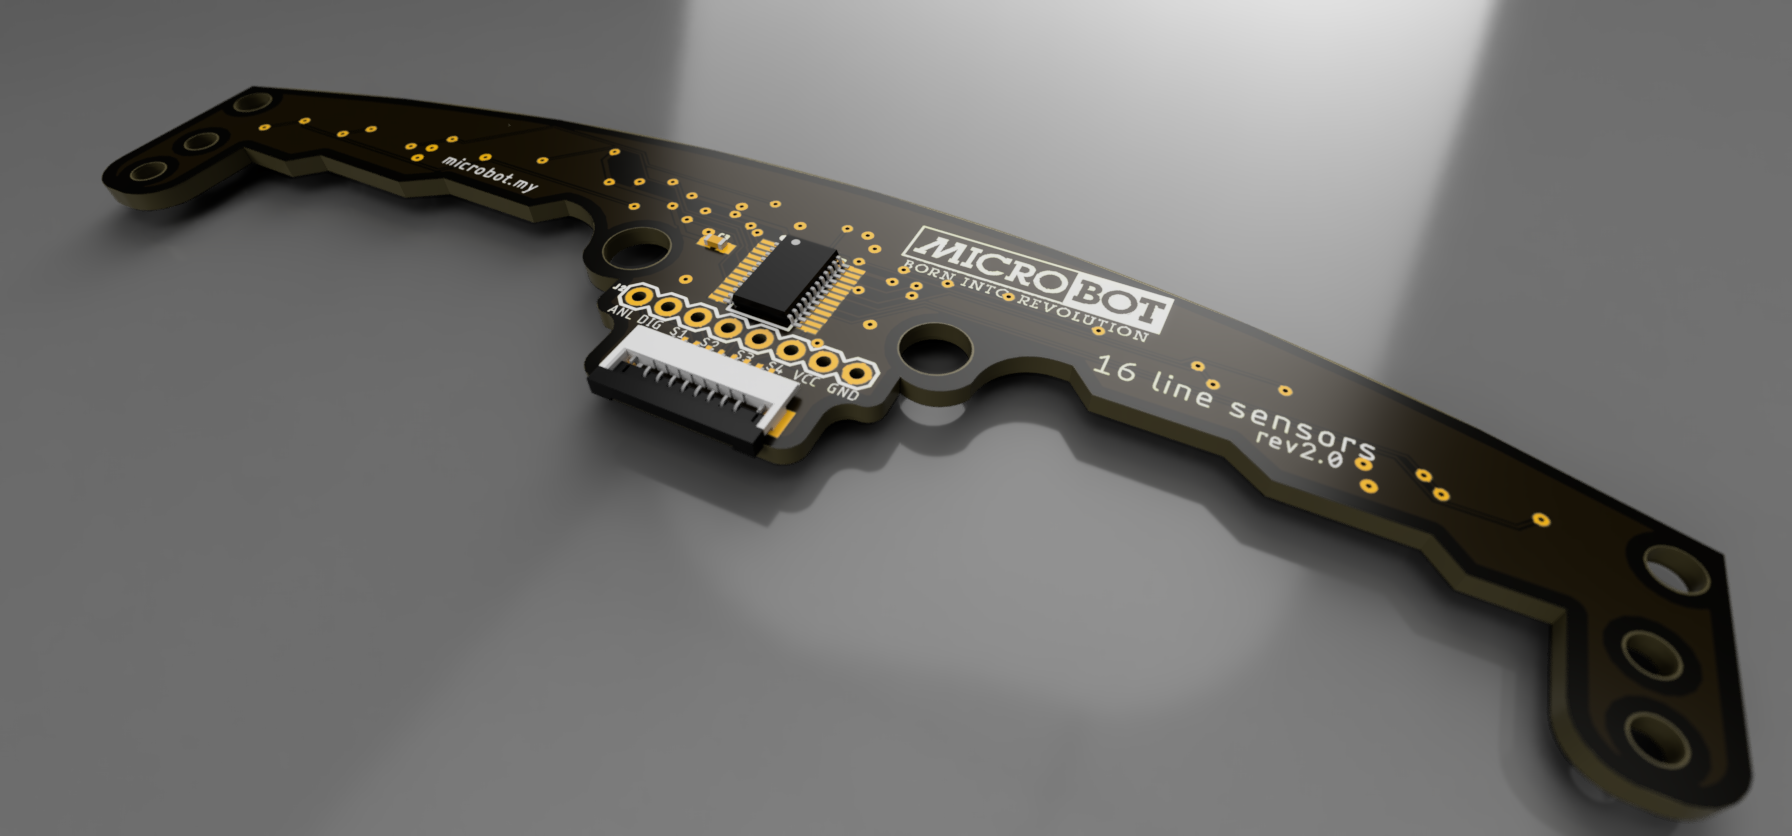 microbot.my
MICROBOT
BORN INTO REVOLUTION
16 line sensors
rev2.0
ANL DIG S1 S2 S3 S4 VCC GND